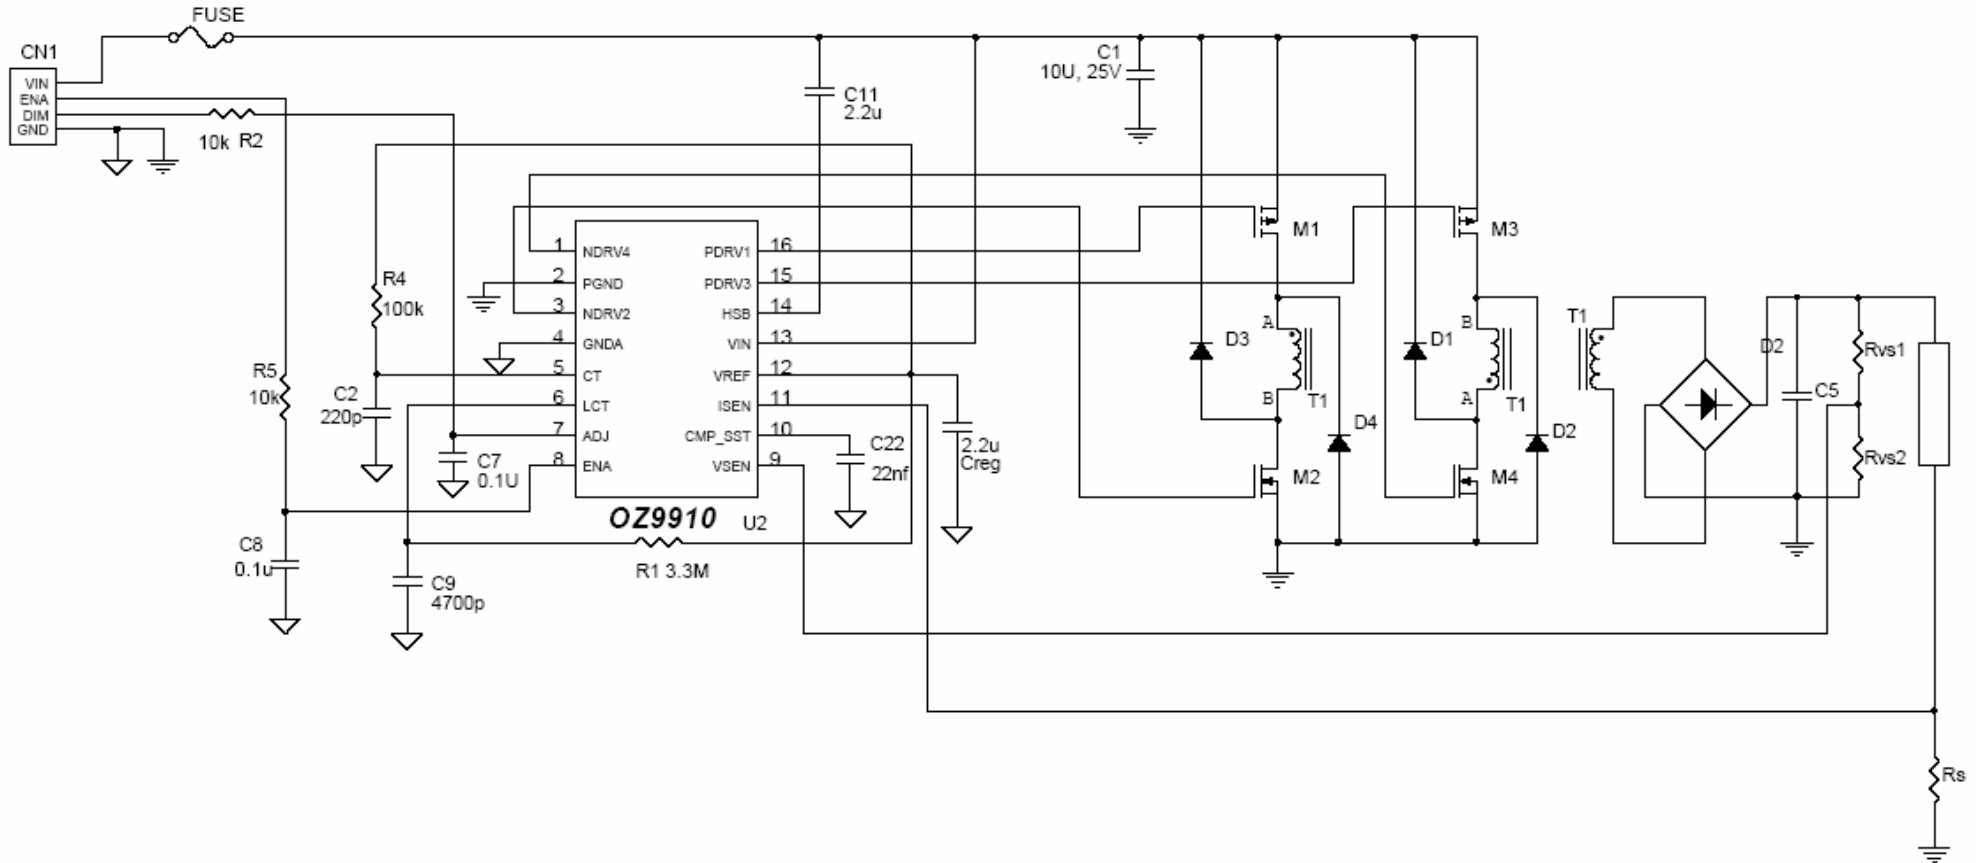 FUSE
CN1
VIN
ENA
DIM
GND
10k R2
C11
2.2u
C1
10U, 25V
R4
100k
R5
10k
C2
220p
C7
0.1U
C8
0.1u
C9
4700p
1 NDRV4
2 PGND
3 NDRV2
4 GNDA
5 CT
6 LCT
7 ADJ
8 ENA
PDRV1 16
PDRV3 15
HSB 14
VIN 13
VREF 12
ISEN 11
CMP_SST 10
VSEN 9
OZ9910
U2
R1 3.3M
C22
22nf
2.2u
Creg
M1
M3
A
B
T1
D3
D4
M2
B
A
T1
D1
D2
M4
T1
D2
C5
Rvs1
Rvs2
Rs